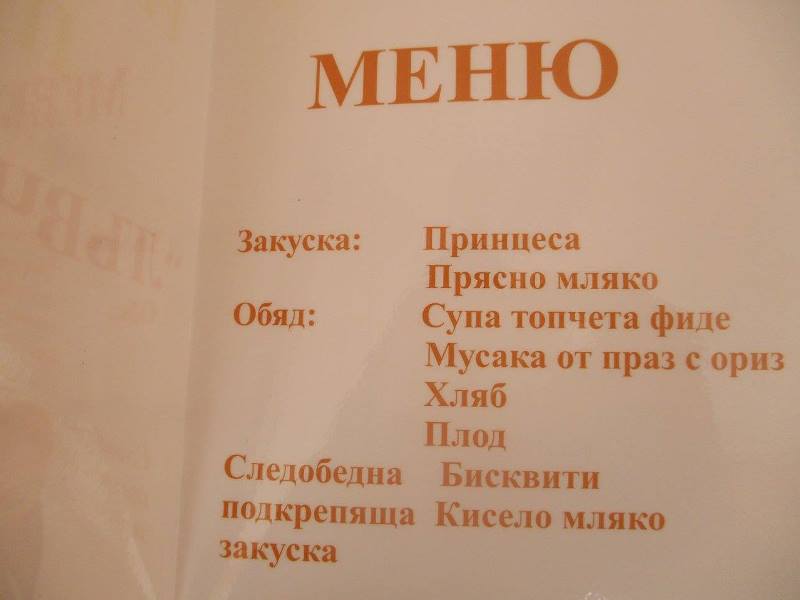 МЕНЮ
Закуска: Принцеса
Прясно мляко
Обяд: Супа топчета фиде
Мусака от праз с ориз
Хляб
Плод
Следобедна Бисквити
подкрепяща Кисело мляко
закуска